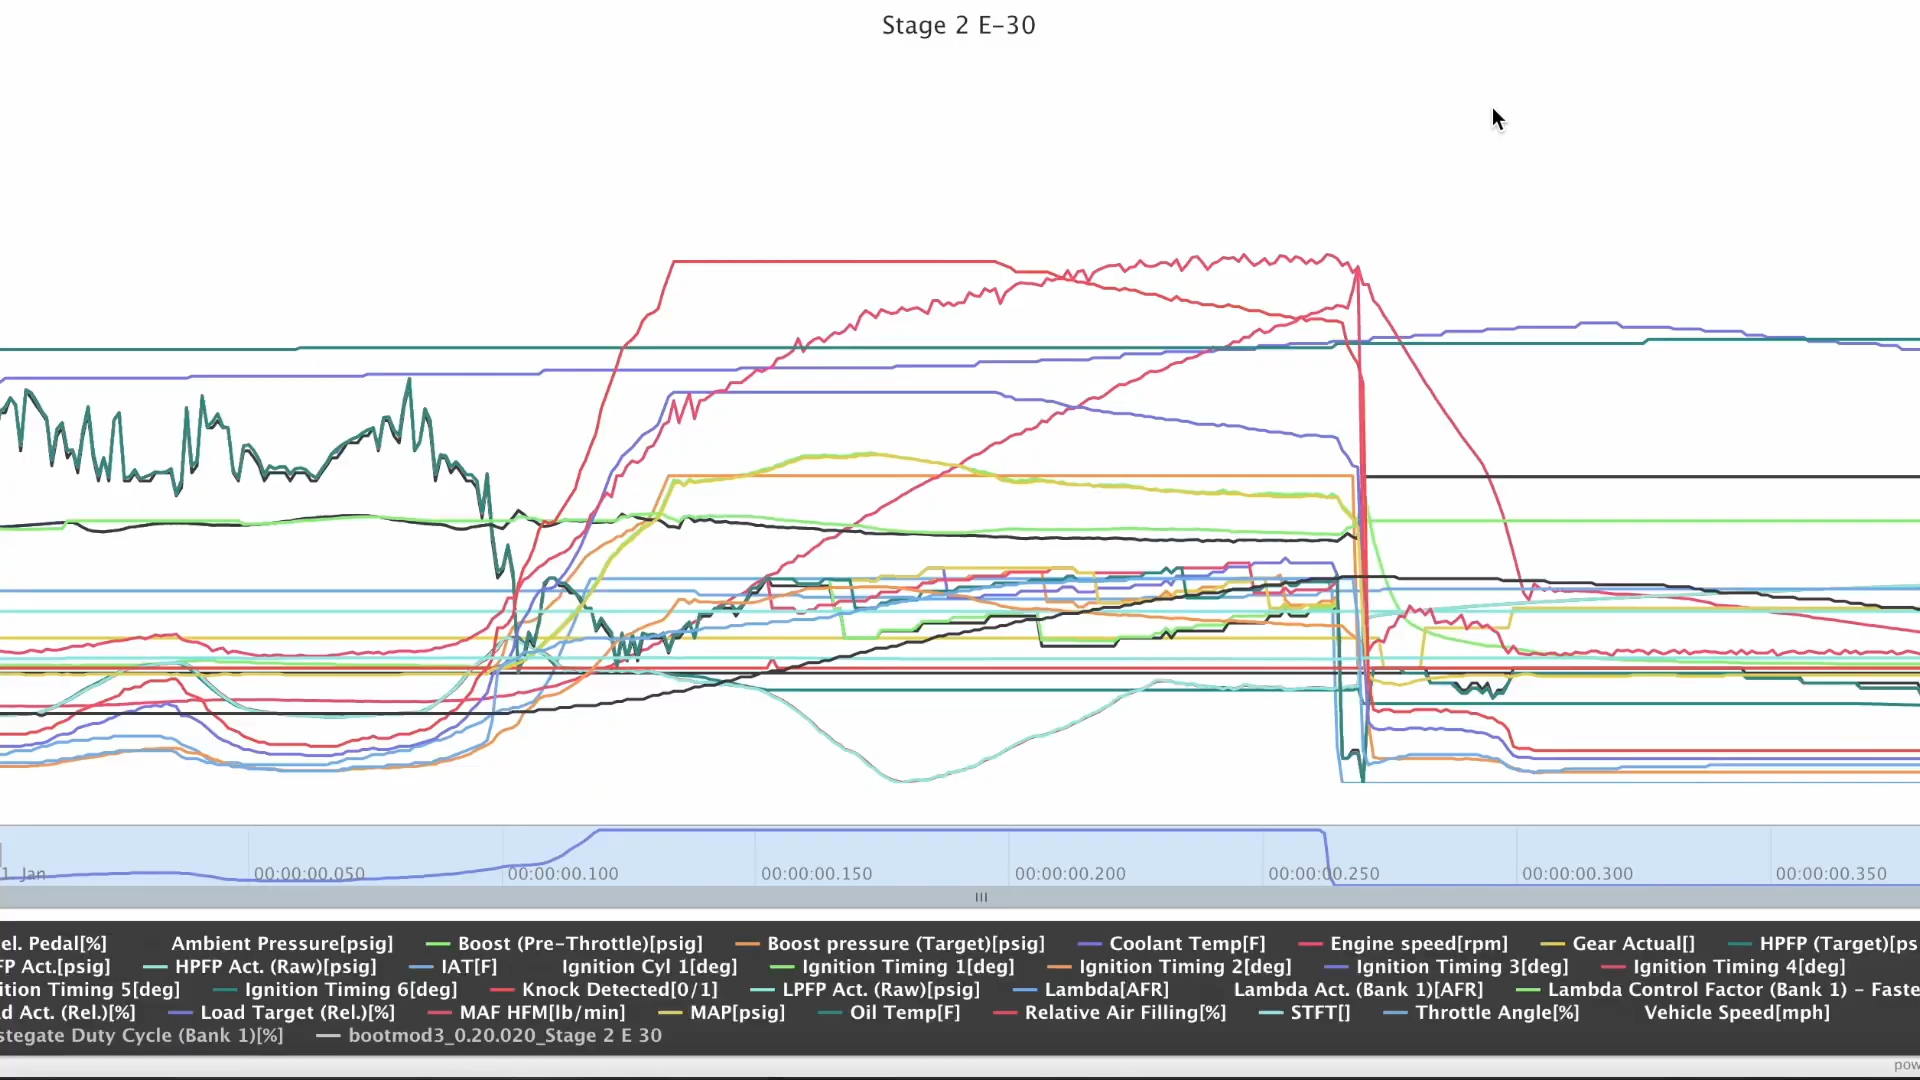 Stage 2 E-30
1. Jan 00:00:00.050 00:00:00.100 00:00:00.150 00:00:00.200 00:00:00.250 00:00:00.300 00:00:00.350
el. Pedal[%] Ambient Pressure[psig] Boost (Pre-Throttle)[psig] Boost pressure (Target)[psig] Coolant Temp[F] Engine speed[rpm] Gear Actual[] HPFP (Target)[ps
FP Act.[psig] HPFP Act. (Raw)[psig] IAT[F] Ignition Cyl 1[deg] Ignition Timing 1[deg] Ignition Timing 2[deg] Ignition Timing 3[deg] Ignition Timing 4[deg]
ition Timing 5[deg] Ignition Timing 6[deg] Knock Detected[0/1] LPFP Act. (Raw)[psig] Lambda[AFR] Lambda Act. (Bank 1)[AFR] Lambda Control Factor (Bank 1) - Faste
d Act. (Rel.)[%] Load Target (Rel.)[%] MAF HFM[lb/min] MAP[psig] Oil Temp[F] Relative Air Filling[%] STFT[] Throttle Angle[%] Vehicle Speed[mph]
stegate Duty Cycle (Bank 1)[%] bootmod3_0.20.020_Stage 2 E 30
pow